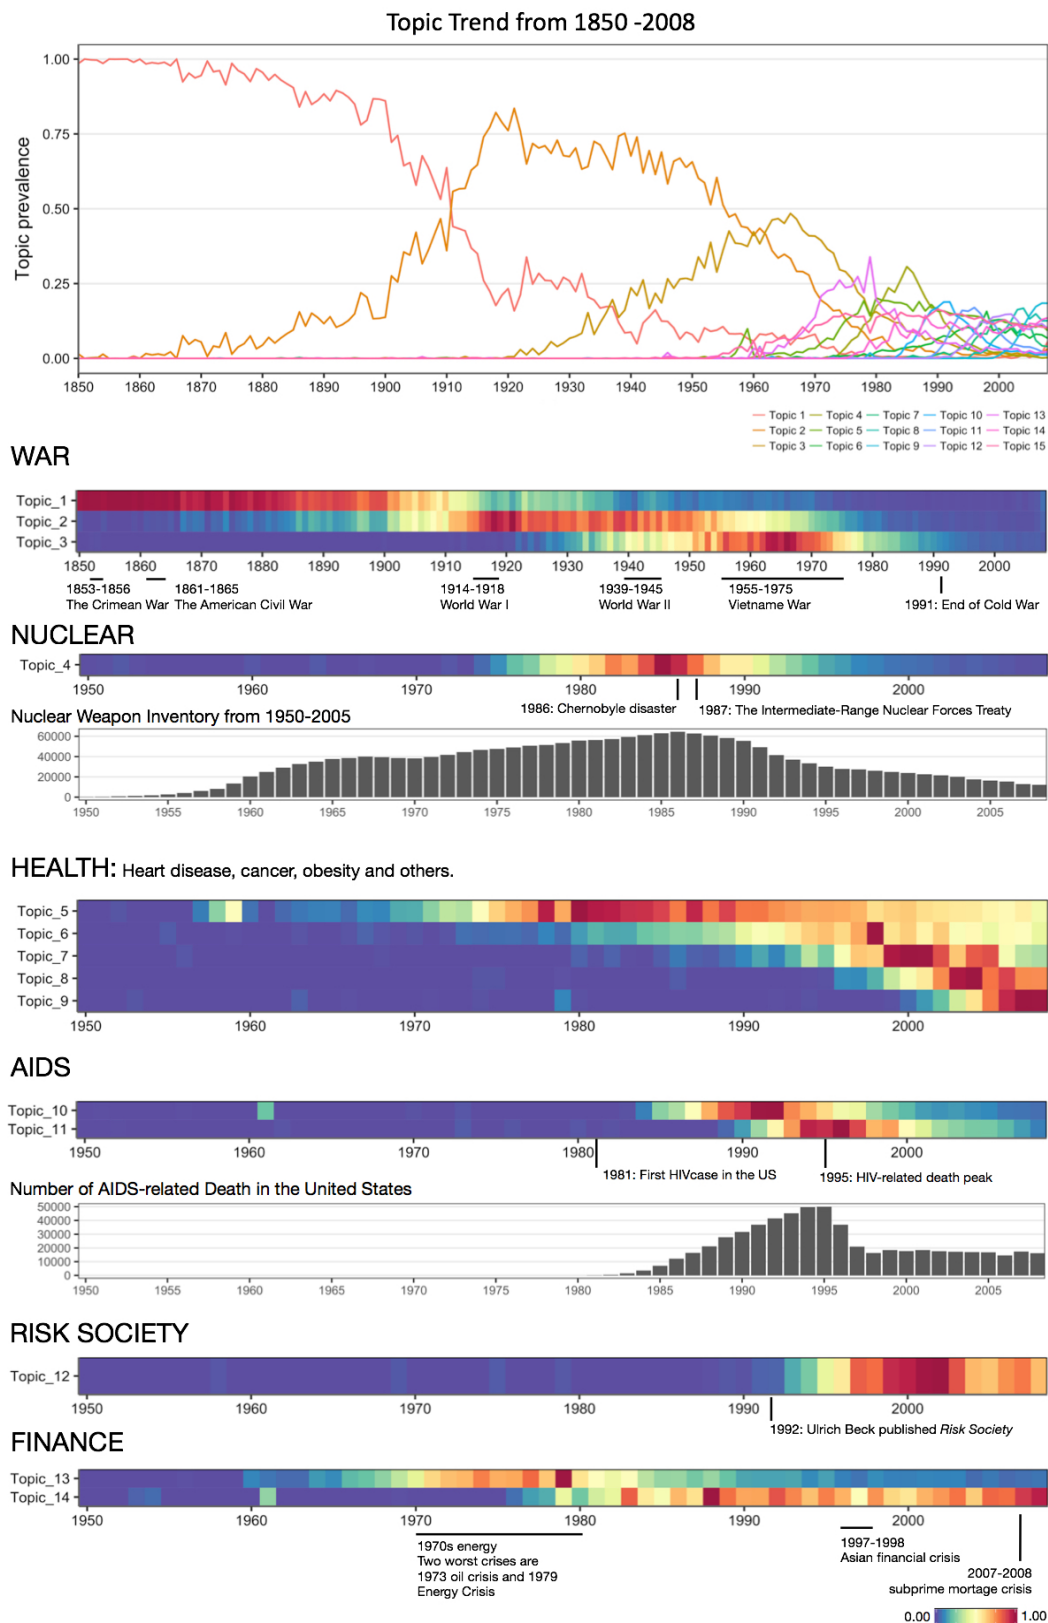 Topic Trend from 1850 -2008
Topic prevalence
1.00
0.75
0.50
0.25
0.00
1850 1860 1870 1880 1890 1900 1910 1920 1930 1940 1950 1960 1970 1980 1990 2000
Topic 1 Topic 4 Topic 7 Topic 10 Topic 13
Topic 2 Topic 5 Topic 8 Topic 11 Topic 14
Topic 3 Topic 6 Topic 9 Topic 12 Topic 15
WAR
Topic_1
Topic_2
Topic_3
1850 1860 1870 1880 1890 1900 1910 1920 1930 1940 1950 1960 1970 1980 1990 2000
1853-1856 1861-1865 1914-1918 1939-1945 1955-1975
The Crimean War The American Civil War World War I World War II Vietname War 1991: End of Cold War
NUCLEAR
Topic_4
1950 1960 1970 1980 1990 2000
1986: Chernobyle disaster 1987: The Intermediate-Range Nuclear Forces Treaty
Nuclear Weapon Inventory from 1950-2005
60000
40000
20000
0
1950 1955 1960 1965 1970 1975 1980 1985 1990 1995 2000 2005
HEALTH: Heart disease, cancer, obesity and others.
Topic_5
Topic_6
Topic_7
Topic_8
Topic_9
1950 1960 1970 1980 1990 2000
AIDS
Topic_10
Topic_11
1950 1960 1970 1980 1990 2000
1981: First HIVcase in the US 1995: HIV-related death peak
Number of AIDS-related Death in the United States
50000
40000
30000
20000
10000
0
1950 1955 1960 1965 1970 1975 1980 1985 1990 1995 2000 2005
RISK SOCIETY
Topic_12
1950 1960 1970 1980 1990 2000
1992: Ulrich Beck published Risk Society
FINANCE
Topic_13
Topic_14
1950 1960 1970 1980 1990 2000
1970s energy
Two worst crises are
1973 oil crisis and 1979
Energy Crisis
1997-1998
Asian financial crisis
2007-2008
subprime mortage crisis
0.00 1.00